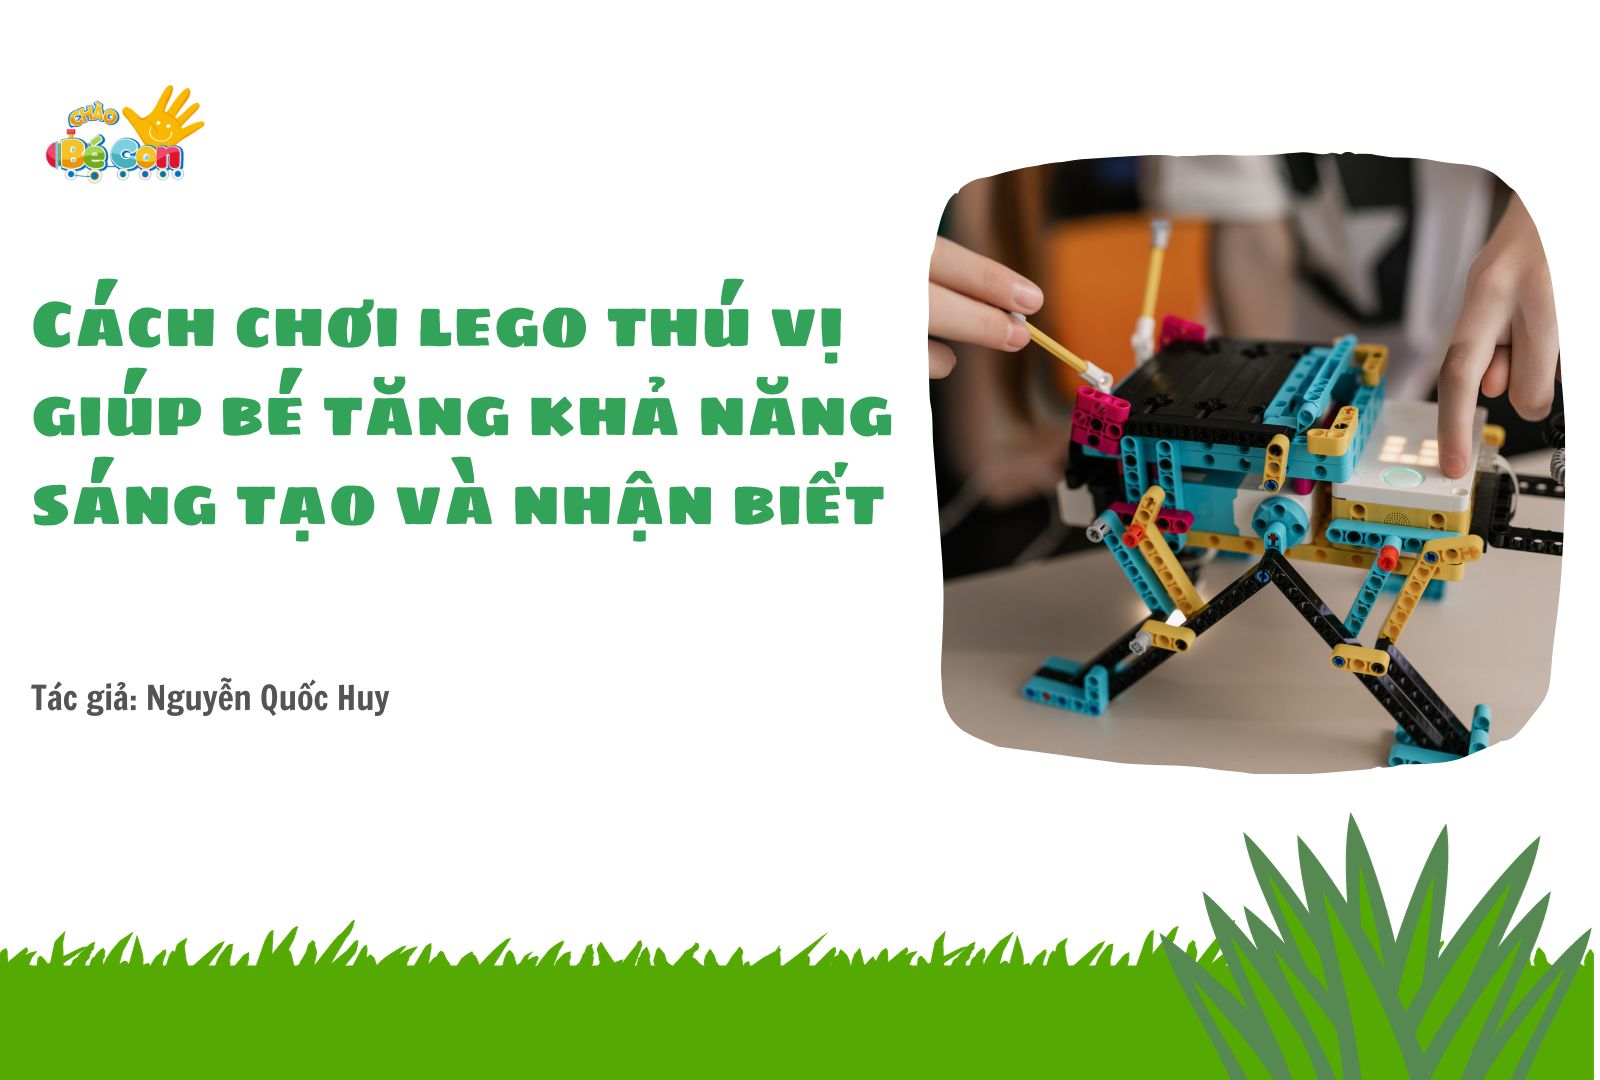 CHÀO
Bé Con
Cách chơi lego thú vị
giúp bé tăng khả năng
sáng tạo và nhận biết
Tác giả: Nguyễn Quốc Huy